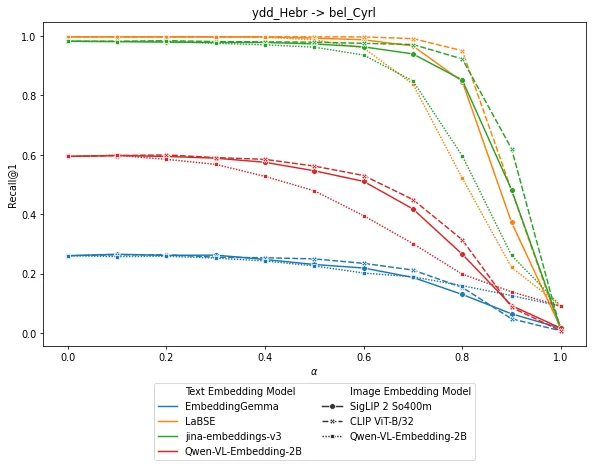 ydd_Hebr -> bel_Cyrl
1.0
0.8
0.6
0.4
0.2
0.0
Recall@1
0.0 0.2 0.4 0.6 0.8 1.0
α
Text Embedding Model
EmbeddingGemma
LaBSE
jina-embeddings-v3
Qwen-VL-Embedding-2B
Image Embedding Model
SigLIP 2 So400m
CLIP ViT-B/32
Qwen-VL-Embedding-2B